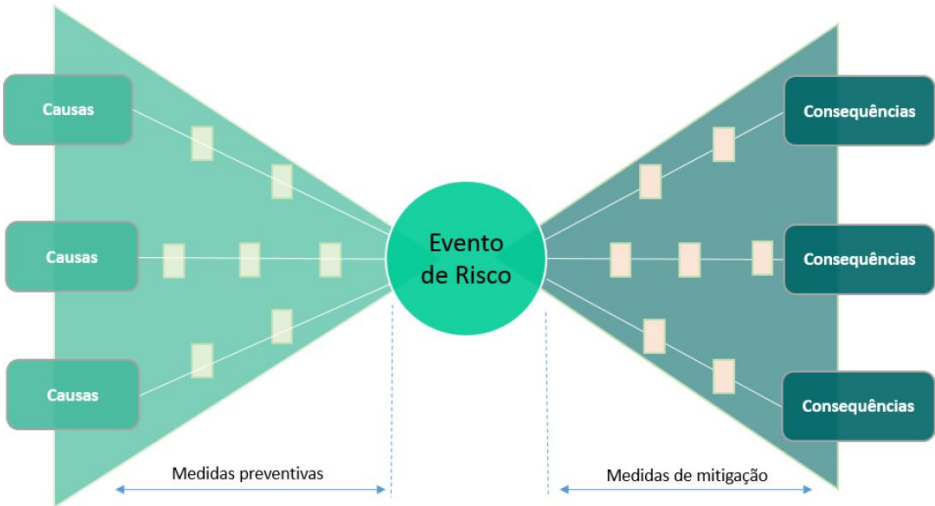 Causas
Consequências
Evento
de Risco
Causas
Consequências
Causas
Consequências
Medidas preventivas
Medidas de mitigação